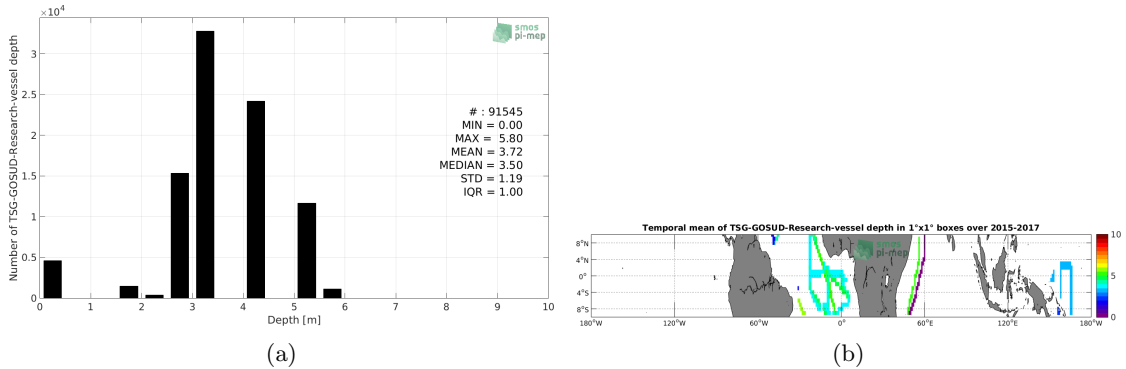 ×10⁴
3
2.5
2
1.5
1
0.5
0
Number of TSG-GOSUD-Research-vessel depth
smos
pi-mep
# : 91545
MIN = 0.00
MAX = 5.80
MEAN = 3.72
MEDIAN = 3.50
STD = 1.19
IQR = 1.00
0 1 2 3 4 5 6 7 8 9 10
Depth [m]
(a)
Temporal mean of TSG-GOSUD-Research-vessel depth in 1°x1° boxes over 2015-2017
smos
pi-mep
8°N
4°N
0°
4°S
8°S
180°W 120°W 60°W 0° 60°E 120°E 180°W
10
5
0
(b)